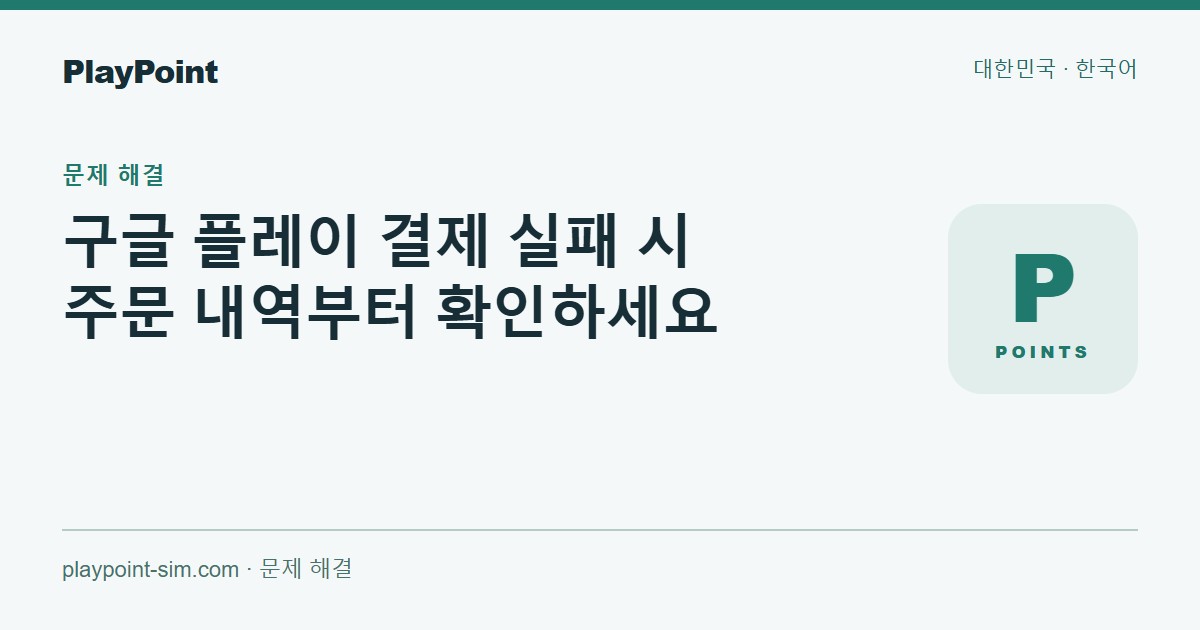 PlayPoint
대한민국 · 한국어
문제 해결
구글 플레이 결제 실패 시
주문 내역부터 확인하세요
P
POINTS
playpoint-sim.com · 문제 해결